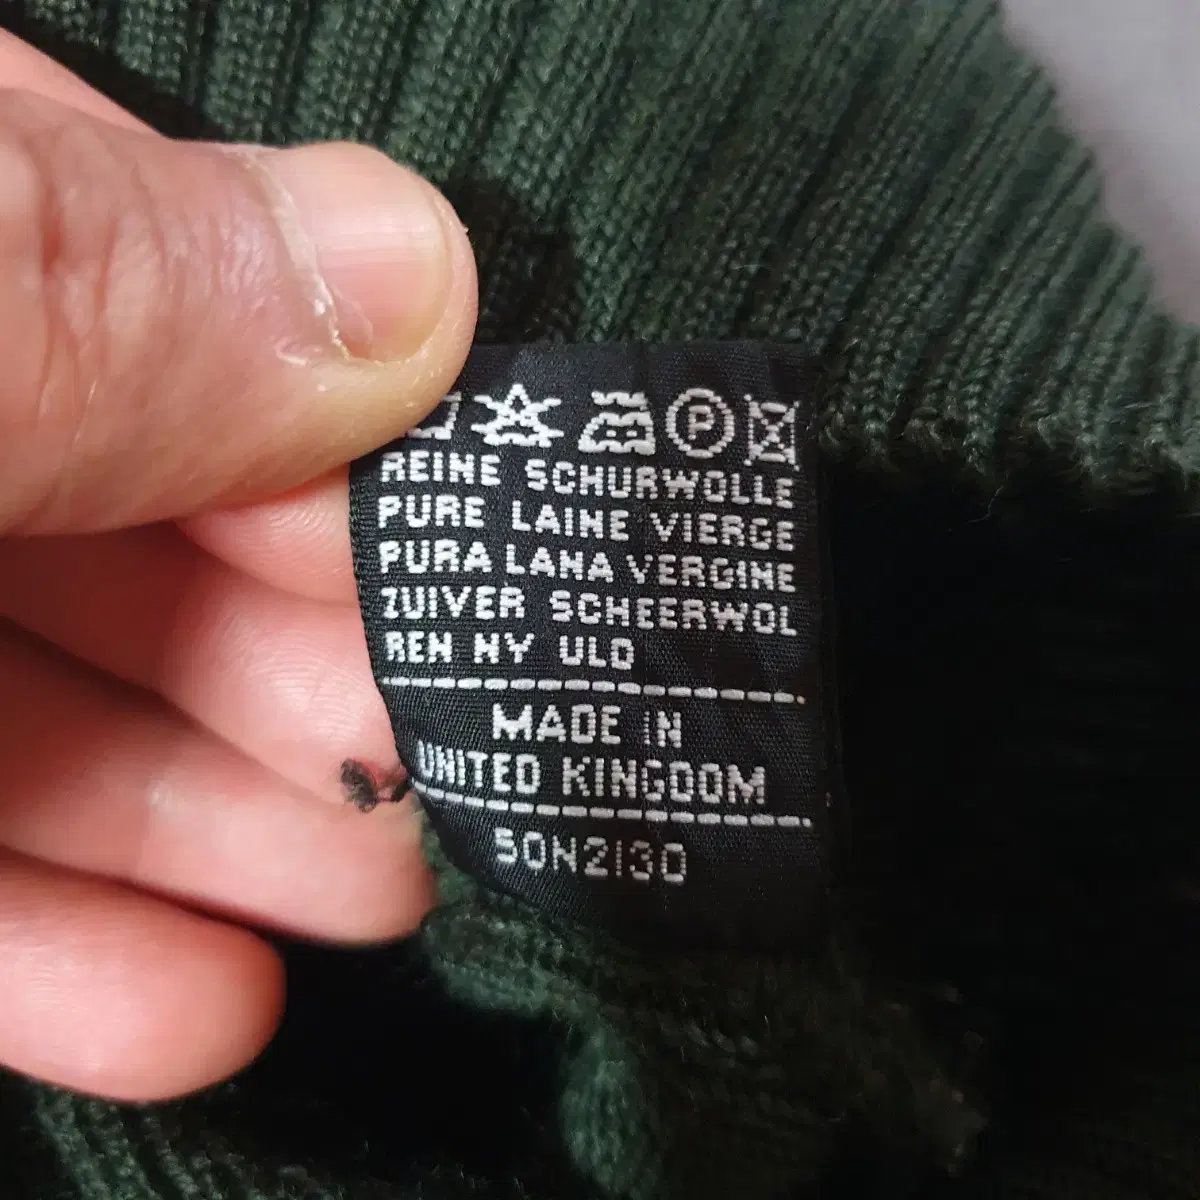 P
REINE SCHURWOLLE
PURE LAINE VIERGE
PURA LANA VERGINE
ZUIVER SCHEERWOL
REN NY ULD
MADE IN
UNITED KINGDOM
50N2130